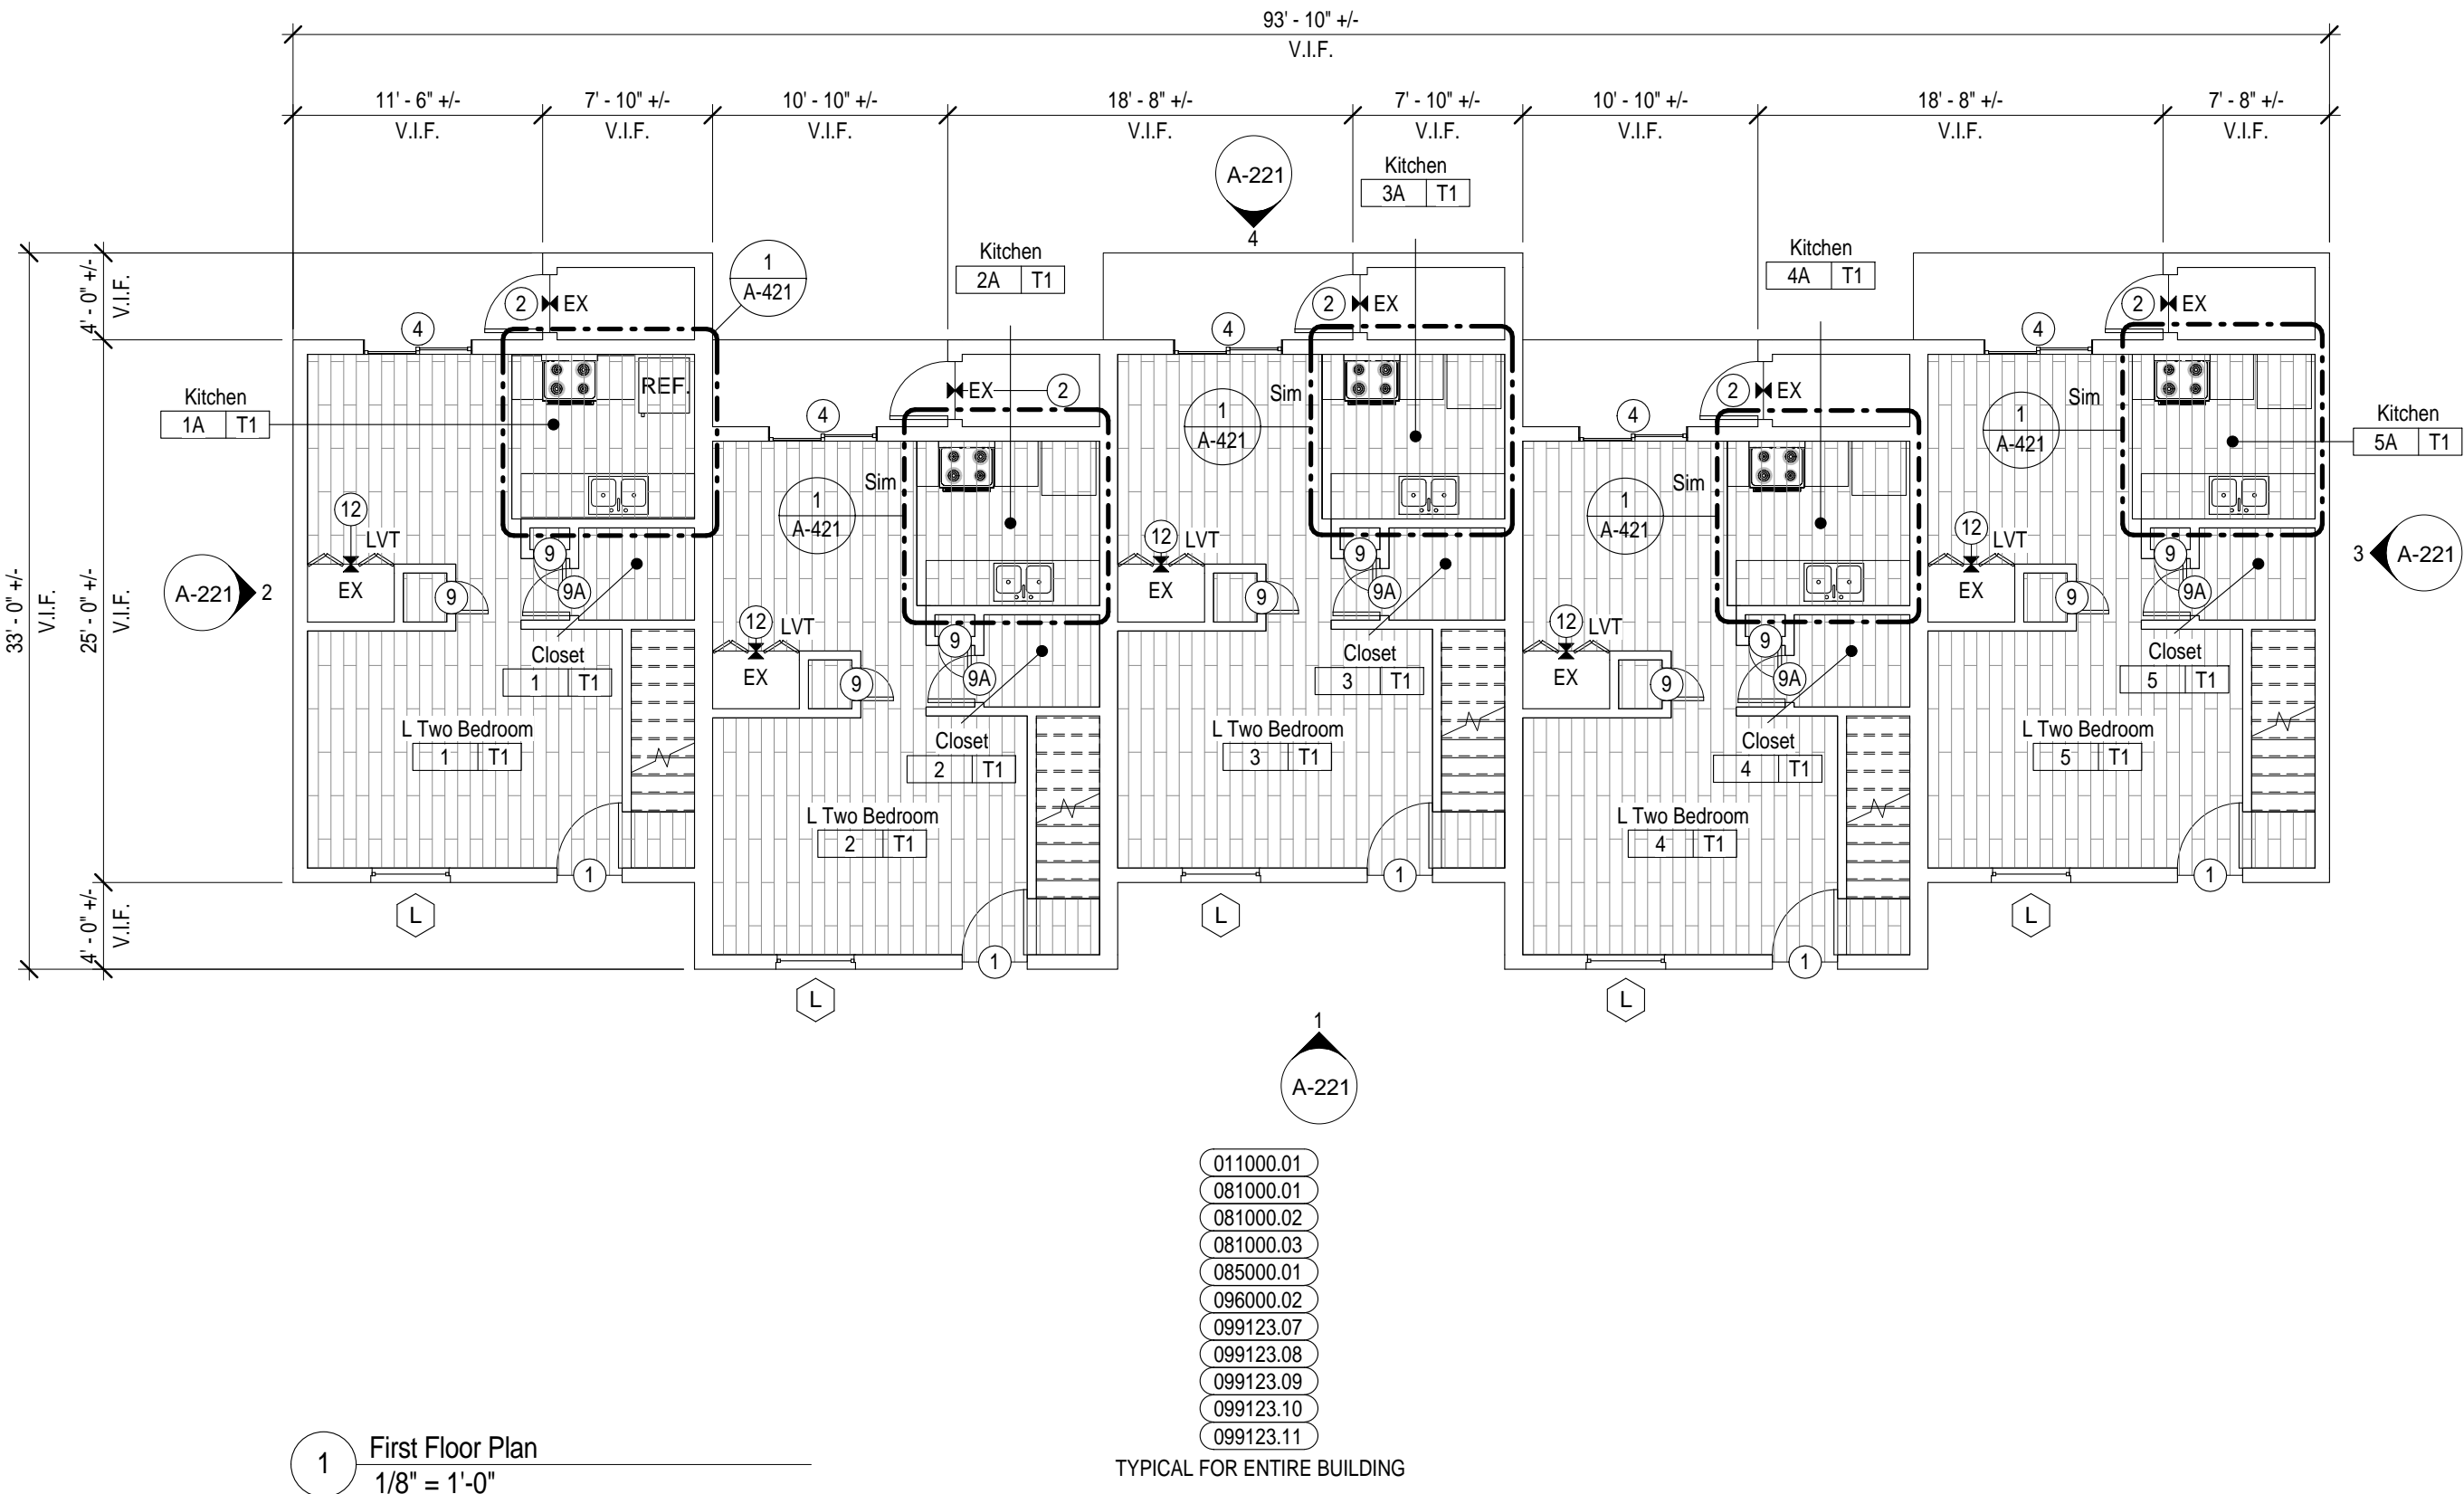 93' - 10" +/-
V.I.F.
11' - 6" +/-
V.I.F.
7' - 10" +/-
V.I.F.
10' - 10" +/-
V.I.F.
18' - 8" +/-
V.I.F.
7' - 10" +/-
V.I.F.
10' - 10" +/-
V.I.F.
18' - 8" +/-
V.I.F.
7' - 8" +/-
V.I.F.
33' - 0" +/-
V.I.F.
4' - 0" +/-
V.I.F.
25' - 0" +/-
V.I.F.
4' - 0" +/-
V.I.F.
A-221
4
Kitchen
3A T1
Kitchen
2A T1
Kitchen
4A T1
1
A-421
2 EX
4
REF.
Kitchen
1A T1
12
LVT
EX
9
9
9A
A-221 2
Closet
1 T1
L Two Bedroom
1 T1
1
L
EX 2
4
Sim
1
A-421
12
LVT
EX
9
9
9A
Closet
2 T1
L Two Bedroom
2 T1
1
L
2 EX
4
Sim
1
A-421
12
LVT
EX
9
9
9A
Closet
3 T1
L Two Bedroom
3 T1
1
L
2 EX
4
Sim
1
A-421
12
LVT
EX
9
9
9A
Closet
4 T1
L Two Bedroom
4 T1
1
L
2 EX
4
Sim
1
A-421
Kitchen
5A T1
12
LVT
EX
9
9
9A
3 A-221
Closet
5 T1
L Two Bedroom
5 T1
1
L
1
A-221
011000.01
081000.01
081000.02
081000.03
085000.01
096000.02
099123.07
099123.08
099123.09
099123.10
099123.11
TYPICAL FOR ENTIRE BUILDING
1 First Floor Plan
1/8" = 1'-0"